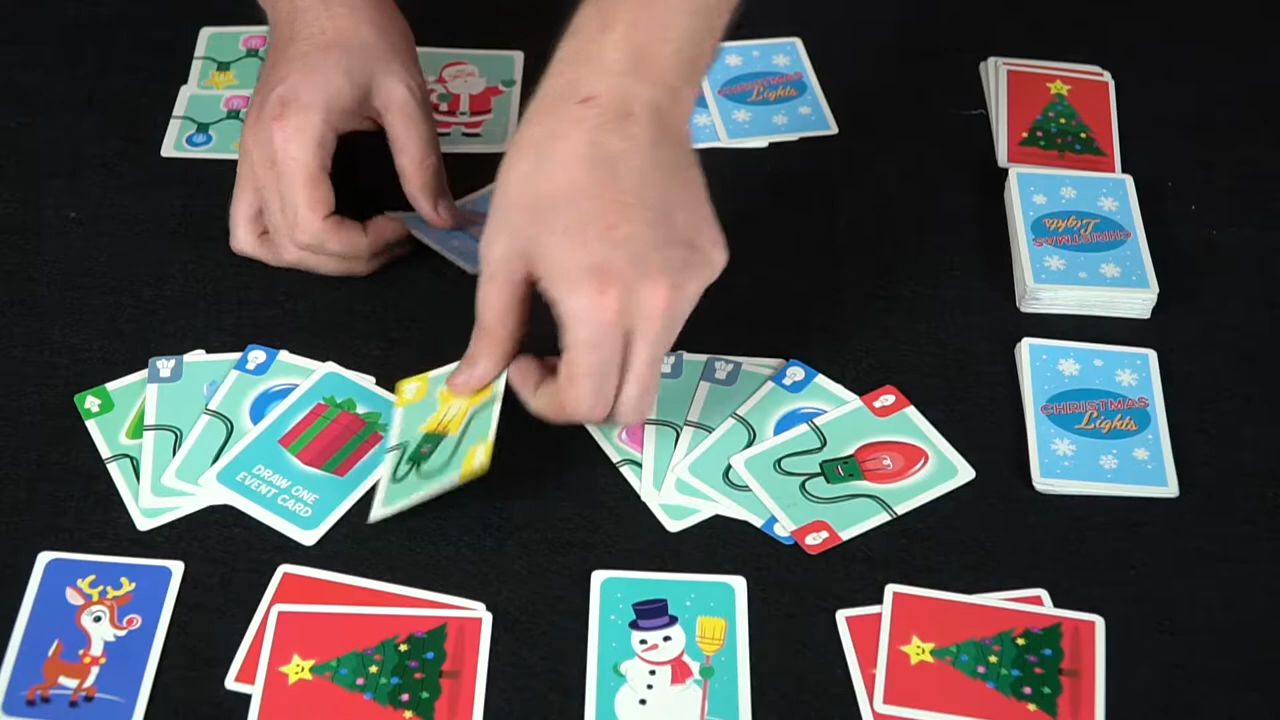 CHRISTMAS
Lights
CHRISTMAS
Lights
CHRISTMAS
Lights
DRAW ONE
EVENT CARD